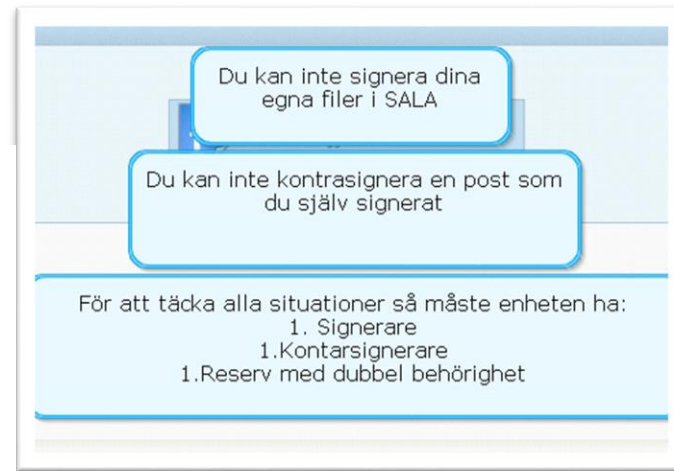 Du kan inte signera dina
egna filer i SALA
Du kan inte kontrasignera en post som
du själv signerat
För att täcka alla situationer så måste enheten ha:
1. Signerare
1.Kontarsignerare
1.Reserv med dubbel behörighet